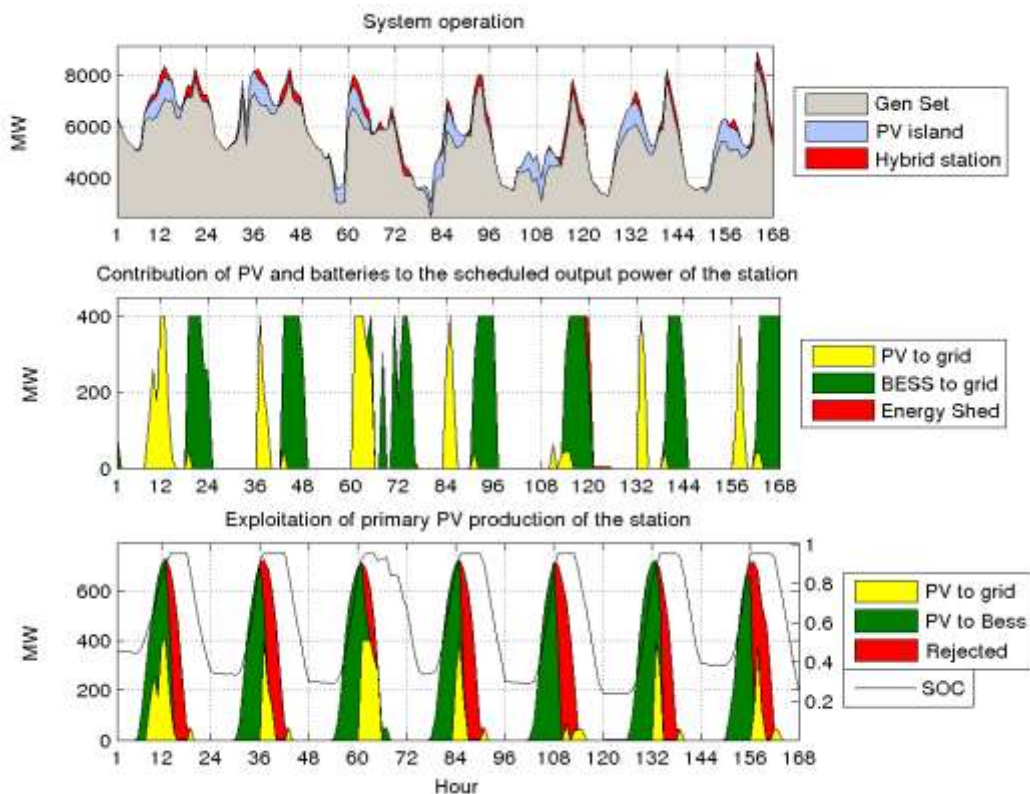 System operation
8000
6000
4000
MW
1 12 24 36 48 60 72 84 96 108 120 132 144 156 168
Gen Set
PV island
Hybrid station
Contribution of PV and batteries to the scheduled output power of the station
400
200
0
MW
1 12 24 36 48 60 72 84 96 108 120 132 144 156 168
PV to grid
BESS to grid
Energy Shed
Exploitation of primary PV production of the station
600
400
200
0
MW
1
0.8
0.6
0.4
0.2
1 12 24 36 48 60 72 84 96 108 120 132 144 156 168
Hour
PV to grid
PV to Bess
Rejected
SOC